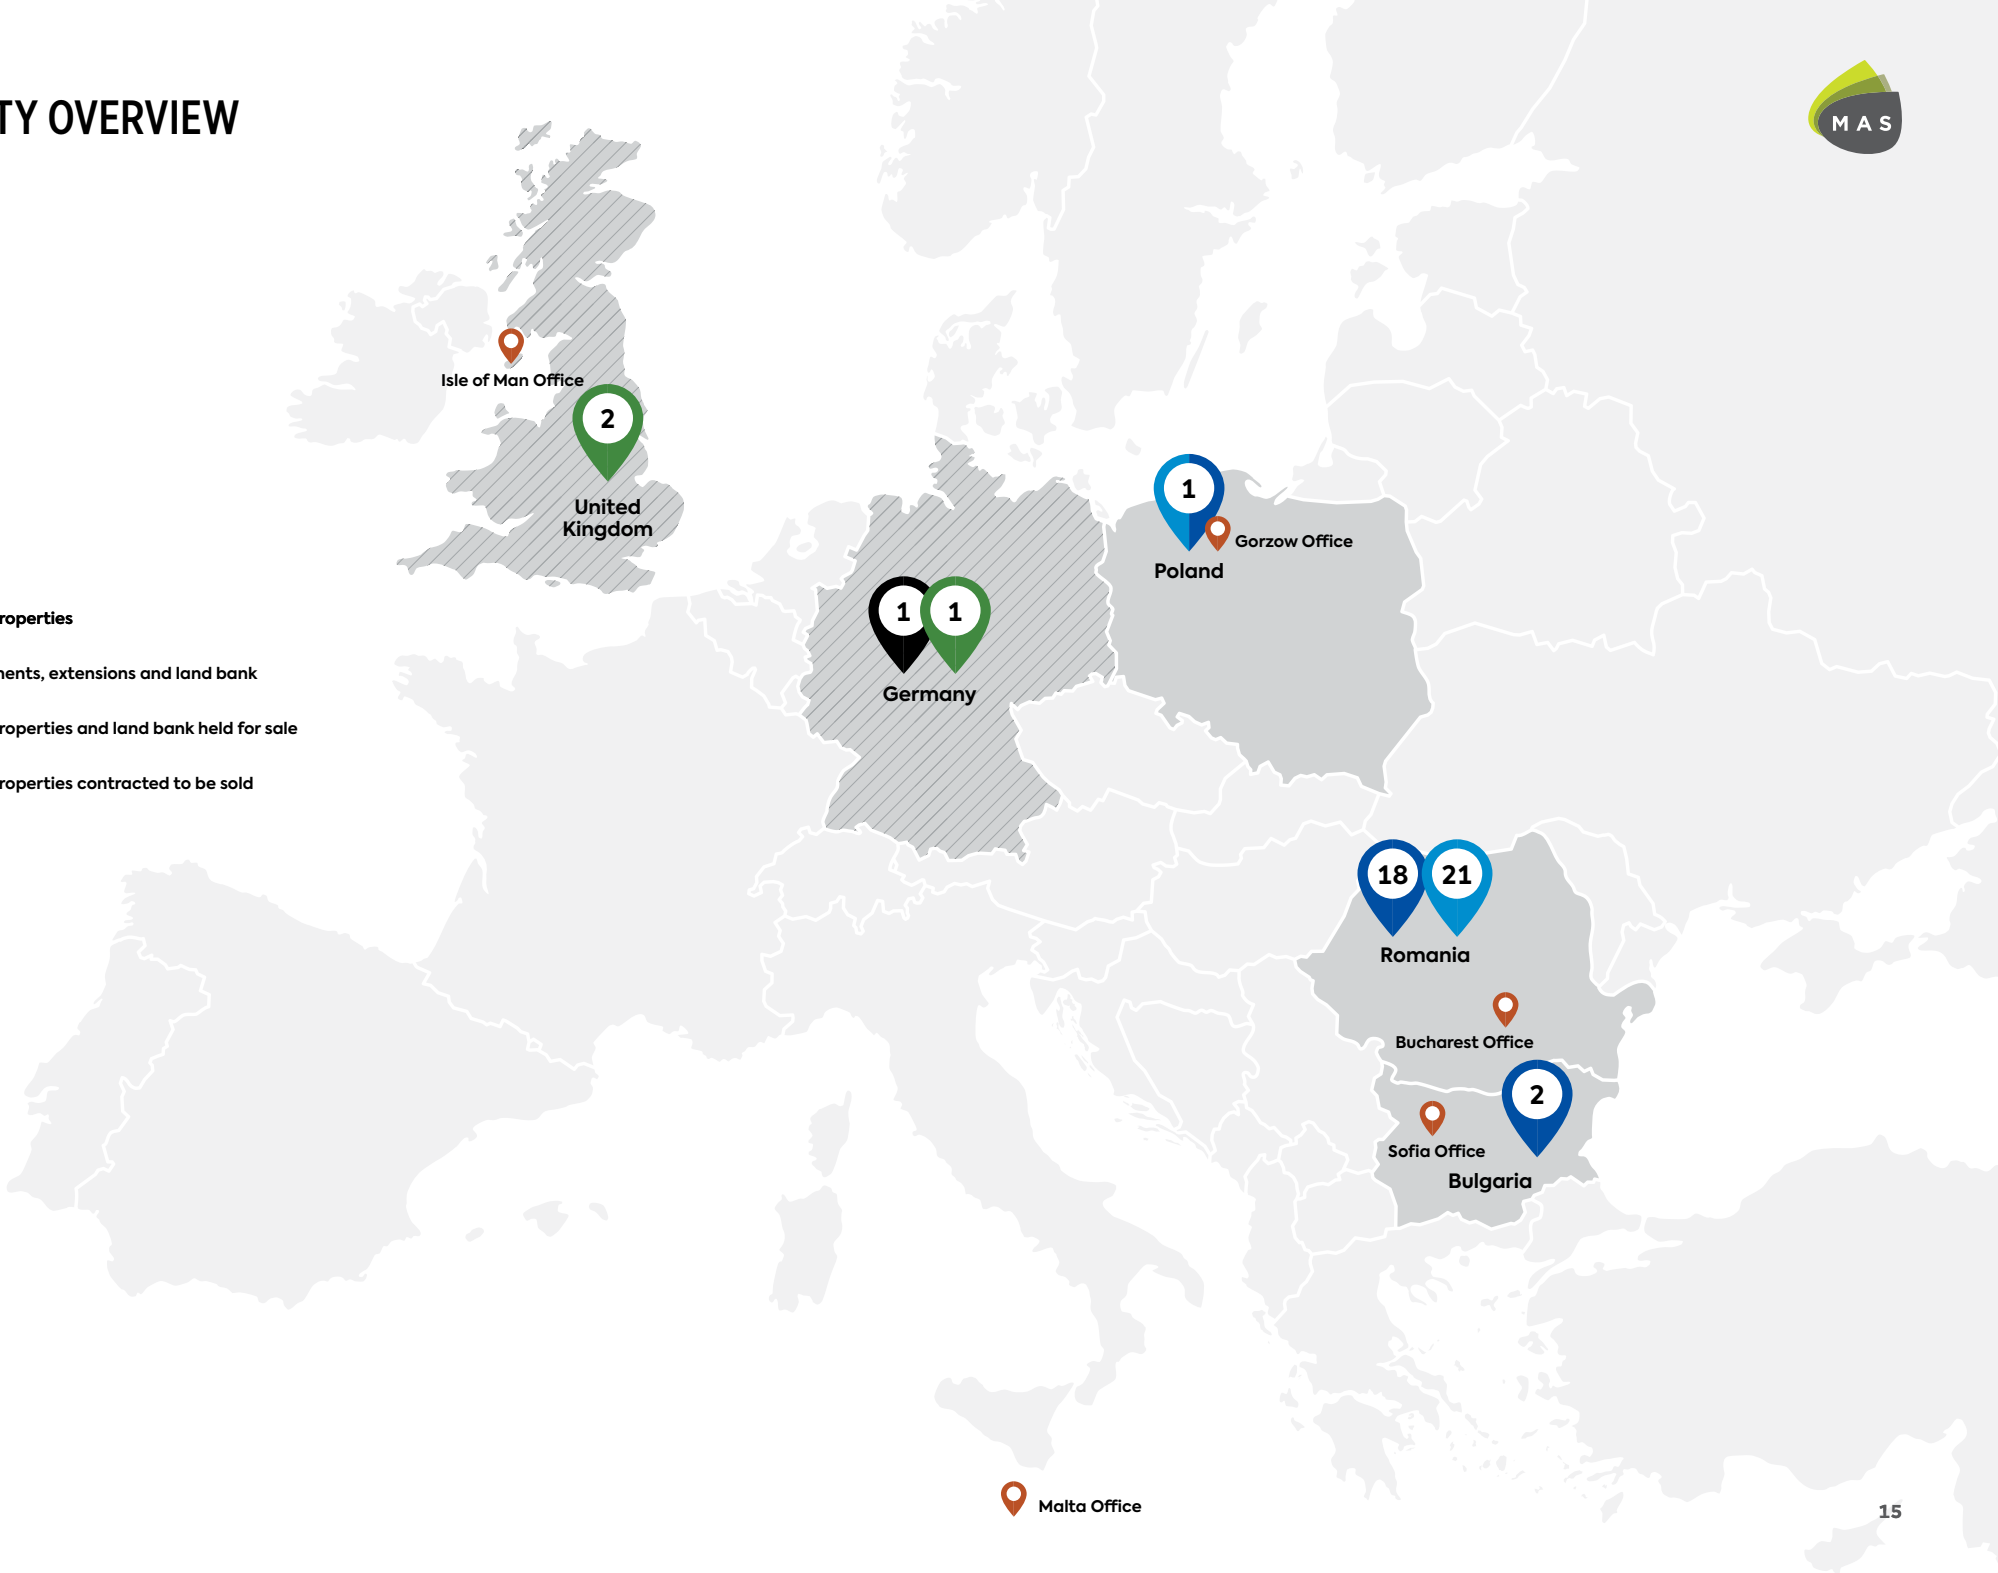 TY OVERVIEW
MAS
Isle of Man Office
2
United
Kingdom
1
Gorzow Office
Poland
1 1
Germany
roperties
nents, extensions and land bank
roperties and land bank held for sale
roperties contracted to be sold
18 21
Romania
Bucharest Office
2
Sofia Office
Bulgaria
Malta Office
15